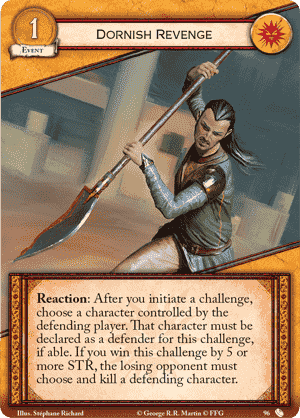 1
Event
Dornish Revenge
Reaction: After you initiate a challenge,
choose a character controlled by the
defending player. That character must be
declared as a defender for this challenge,
if able. If you win this challenge by 5 or
more STR, the losing opponent must
choose and kill a defending character.
Illus. Stéphane Richard
© George R.R. Martin © FFG
96